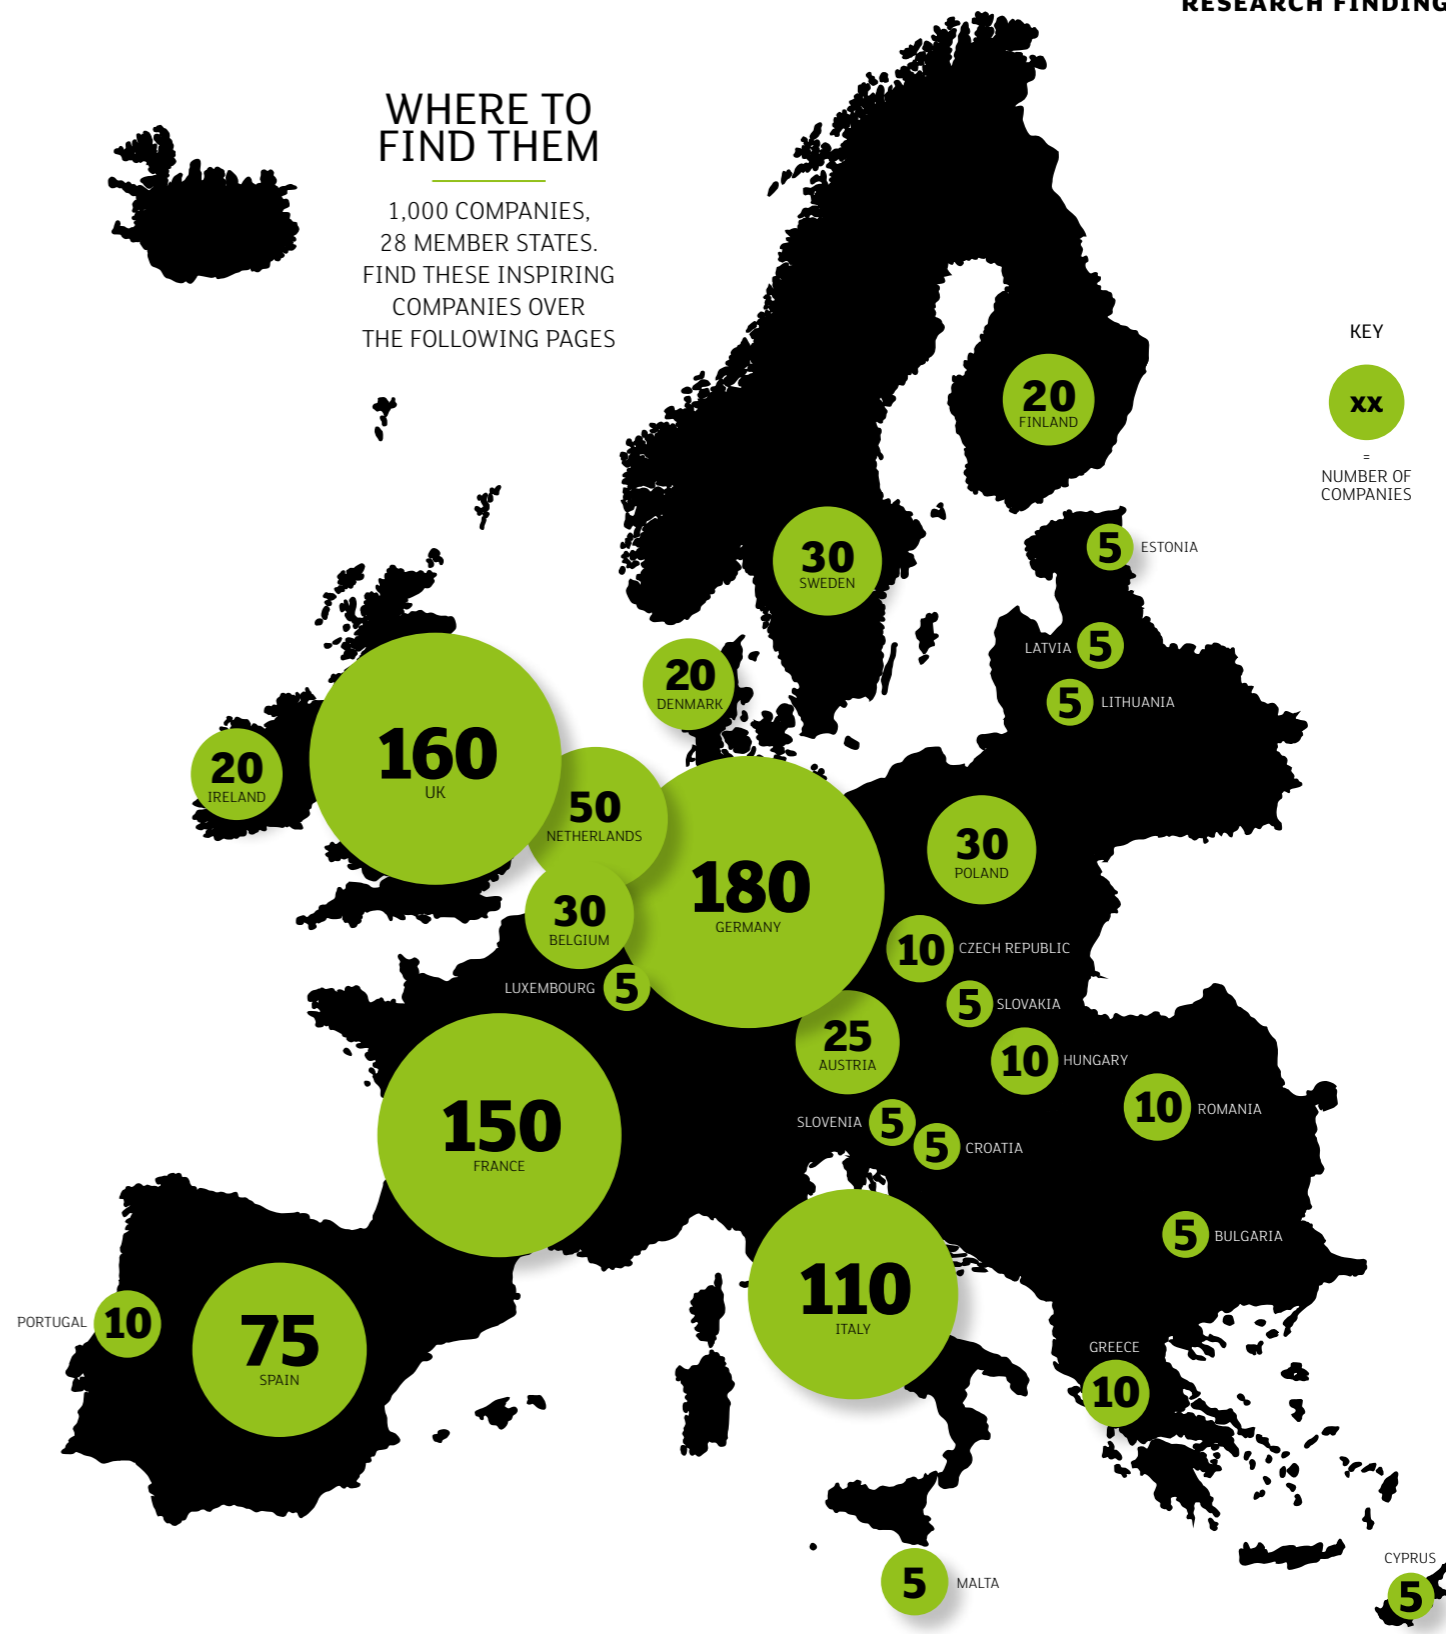 RESEARCH FINDING
WHERE TO
FIND THEM
1,000 COMPANIES,
28 MEMBER STATES.
FIND THESE INSPIRING
COMPANIES OVER
THE FOLLOWING PAGES
KEY
xx
=
NUMBER OF
COMPANIES
20
FINLAND
30
SWEDEN
5
ESTONIA
LATVIA
5
5
LITHUANIA
20
DENMARK
20
IRELAND
160
UK
50
NETHERLANDS
180
GERMANY
30
POLAND
30
BELGIUM
10
CZECH REPUBLIC
LUXEMBOURG
5
5
SLOVAKIA
25
AUSTRIA
10
HUNGARY
10
ROMANIA
SLOVENIA
5
5
CROATIA
150
FRANCE
5
BULGARIA
110
ITALY
PORTUGAL
10
75
SPAIN
GREECE
10
5
MALTA
CYPRUS
5